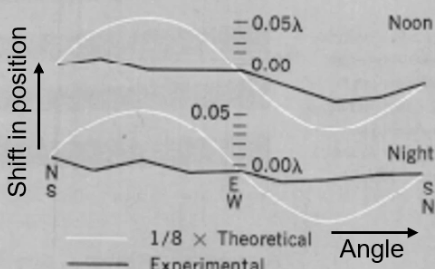 0.05λ
Noon
0.00
Shift in position
0.05
Night
0.00λ
N
S
E
W
S
N
1/8 × Theoretical
Angle
Experimental